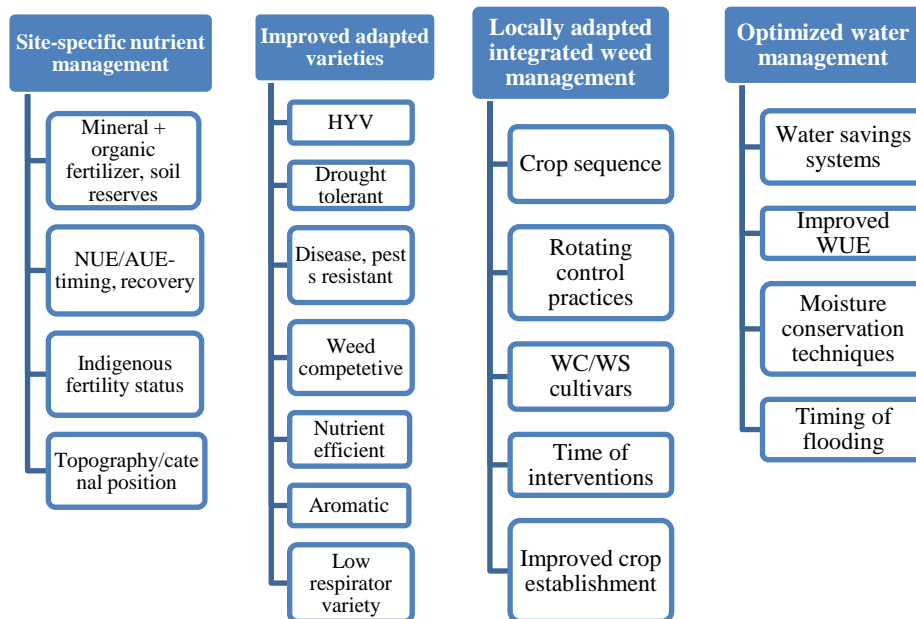 Site-specific nutrient
management
Mineral +
organic
fertilizer, soil
reserves
NUE/AUE-
timing, recovery
Indigenous
fertility status
Topography/cate
nal position
Improved adapted
varieties
HYV
Drought
tolerant
Disease, pest
s resistant
Weed
competetive
Nutrient
efficient
Aromatic
Low
respirator
variety
Locally adapted
integrated weed
management
Crop sequence
Rotating
control
practices
WC/WS
cultivars
Time of
interventions
Improved crop
establishment
Optimized water
management
Water savings
systems
Improved
WUE
Moisture
conservation
techniques
Timing of
flooding